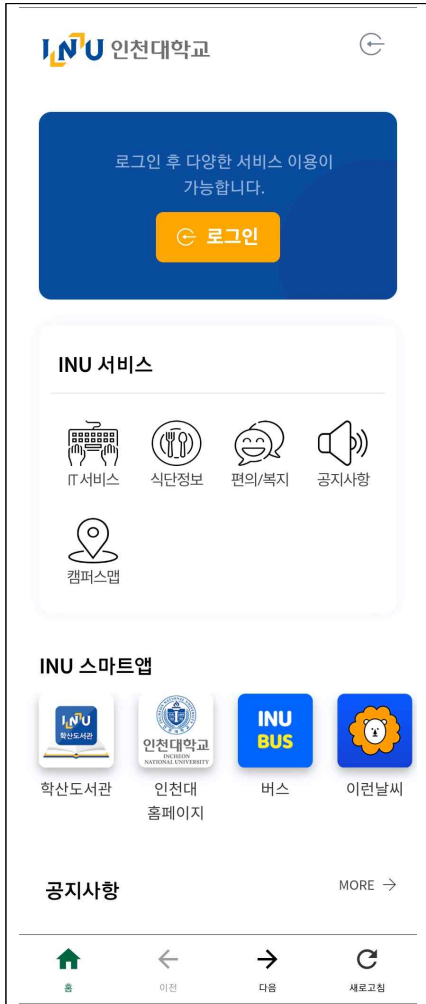 INU 인천대학교
로그인 후 다양한 서비스 이용이
가능합니다.
로그인
INU 서비스
IT서비스 식단정보 편의/복지 공지사항
캠퍼스맵
INU 스마트앱
INU
학산도서관
인천대학교
INCHEON
NATIONAL UNIVERSITY
INU
BUS
학산도서관 인천대 버스 이런날씨
홈페이지
공지사항 MORE →
홈 이전 다음 새로고침